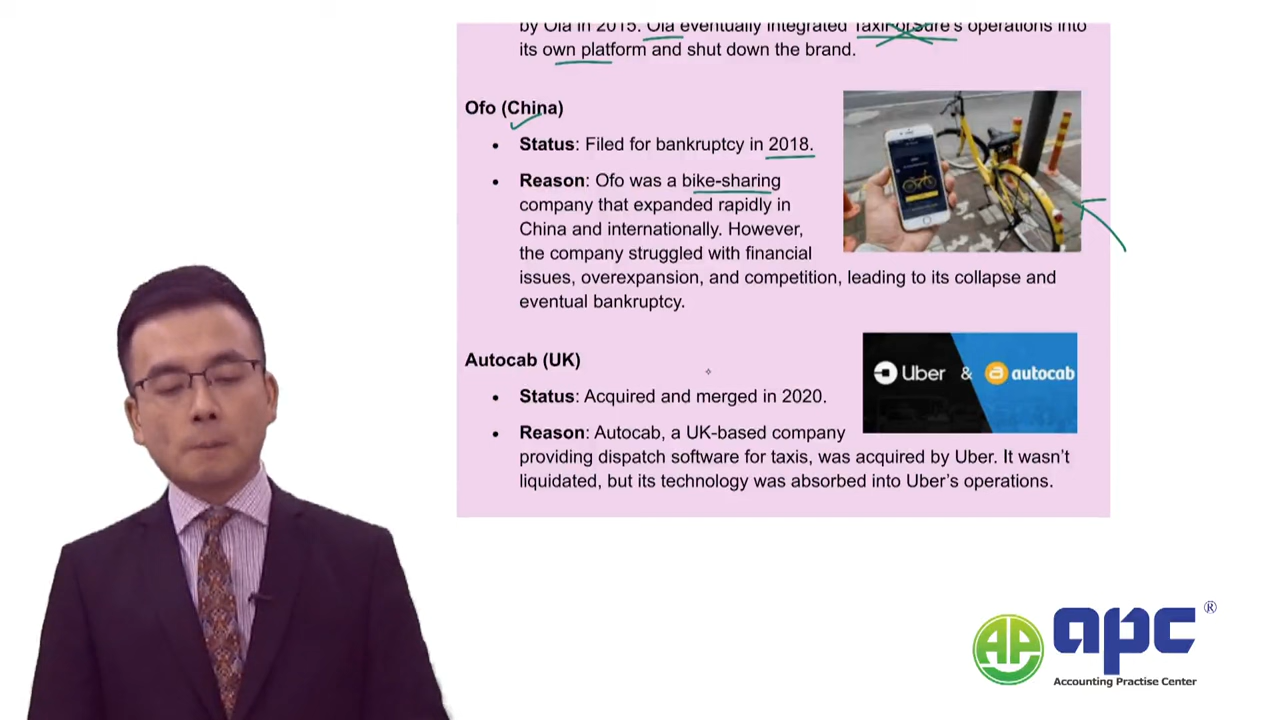 by Ola in 2015. Ola eventually integrated TaxiForSure's operations into
its own platform and shut down the brand.
Ofo (China)
• Status: Filed for bankruptcy in 2018.
• Reason: Ofo was a bike-sharing
company that expanded rapidly in
China and internationally. However,
the company struggled with financial
issues, overexpansion, and competition, leading to its collapse and
eventual bankruptcy.
Autocab (UK)
Uber & autocab
• Status: Acquired and merged in 2020.
• Reason: Autocab, a UK-based company
providing dispatch software for taxis, was acquired by Uber. It wasn't
liquidated, but its technology was absorbed into Uber's operations.
AP apc ®
Accounting Practise Center